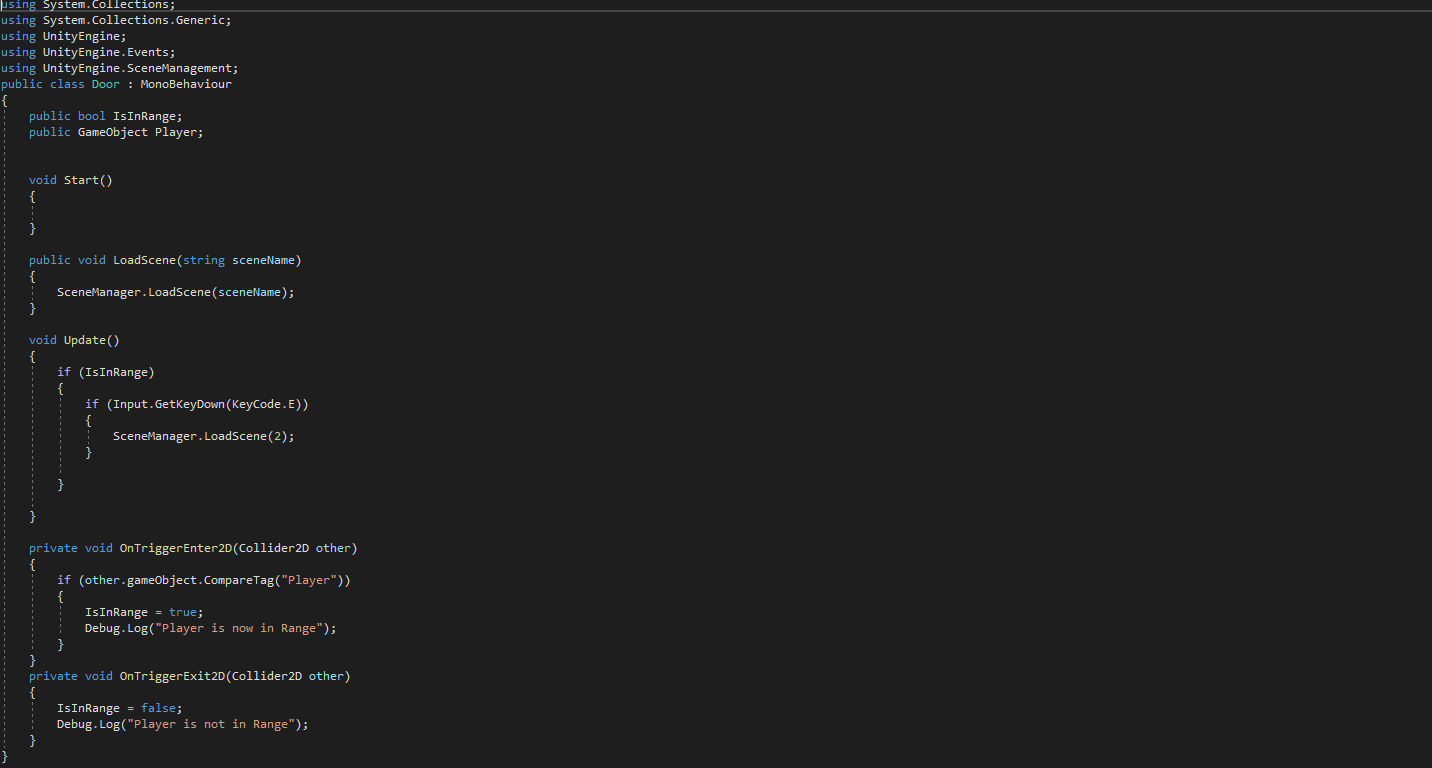 using System.Collections;
using System.Collections.Generic;
using UnityEngine;
using UnityEngine.Events;
using UnityEngine.SceneManagement;
public class Door : MonoBehaviour
{
    public bool IsInRange;
    public GameObject Player;
    void Start()
    {
    }
    public void LoadScene(string sceneName)
    {
        SceneManager.LoadScene(sceneName);
    }
    void Update()
    {
        if (IsInRange)
        {
            if (Input.GetKeyDown(KeyCode.E))
            {
                SceneManager.LoadScene(2);
            }
        }
    }
    private void OnTriggerEnter2D(Collider2D other)
    {
        if (other.gameObject.CompareTag("Player"))
        {
            IsInRange = true;
            Debug.Log("Player is now in Range");
        }
    }
    private void OnTriggerExit2D(Collider2D other)
    {
        IsInRange = false;
        Debug.Log("Player is not in Range");
    }
}